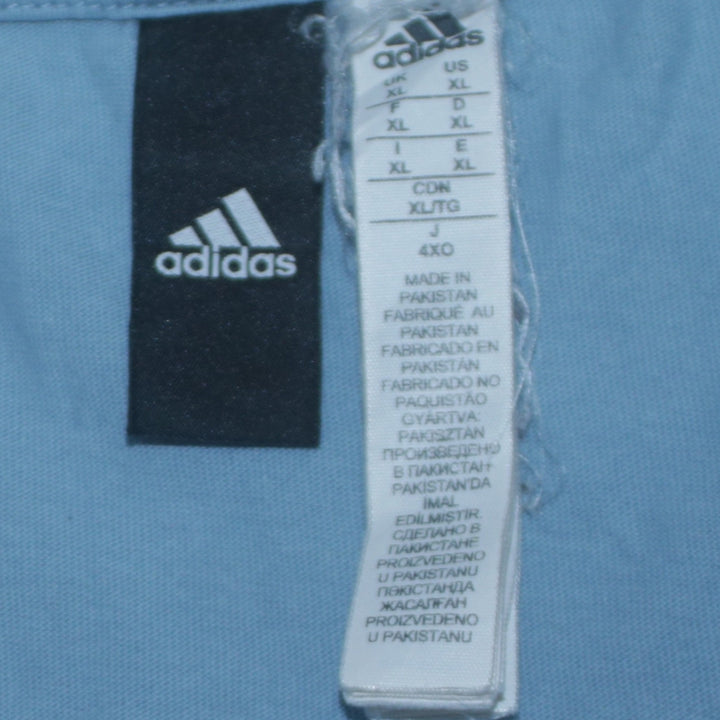 adidas
adidas
UK US
XL XL
F D
XL XL
I E
XL XL
CDN
XL/TG
J
4XO
MADE IN
PAKISTAN
FABRIQUÉ AU
PAKISTAN
FABRICADO EN
PAKISTÁN
FABRICADO NO
PAQUISTÃO
GYÁRTVA:
PAKISZTÁN
ПРОИЗВЕДЕНО
В ПАКИСТАН
PAKISTAN'DA
İMAL
EDİLMİŞTİR.
СДЕЛАНО В
ПАКИСТАНЕ
PROIZVEDENO
U PAKISTANU
ПӘКІСТАНДА
ЖАСАЛҒАН
PROIZVEDENO
U PAKISTANU